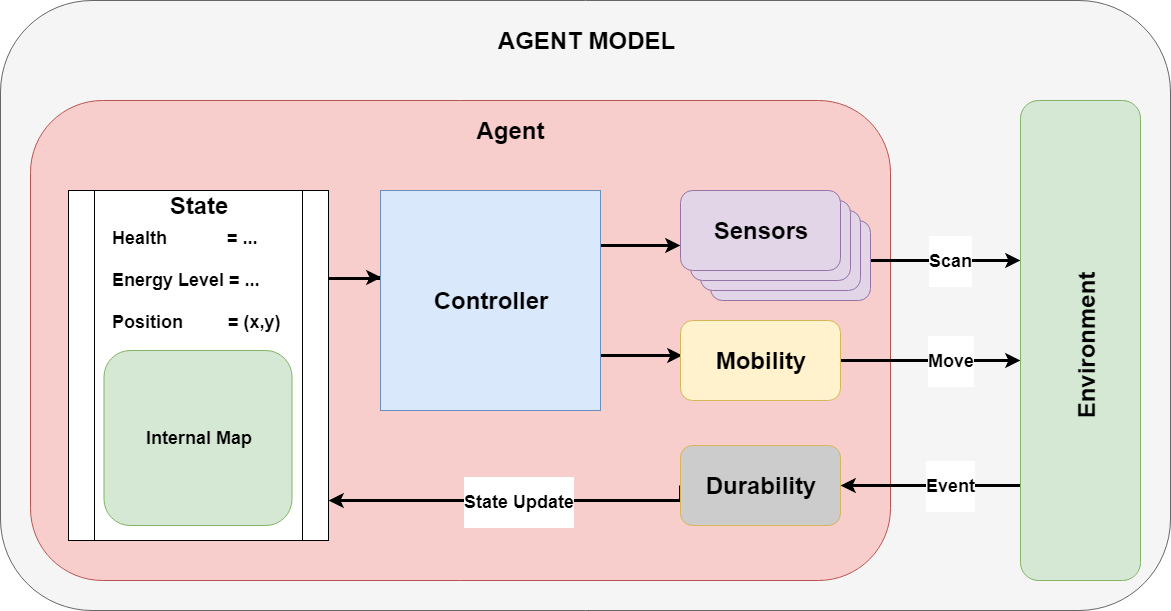 AGENT MODEL
Agent
State
Health = ...
Energy Level = ...
Position = (x,y)
Internal Map
Controller
Sensors
Mobility
Durability
State Update
Scan
Move
Event
Environment